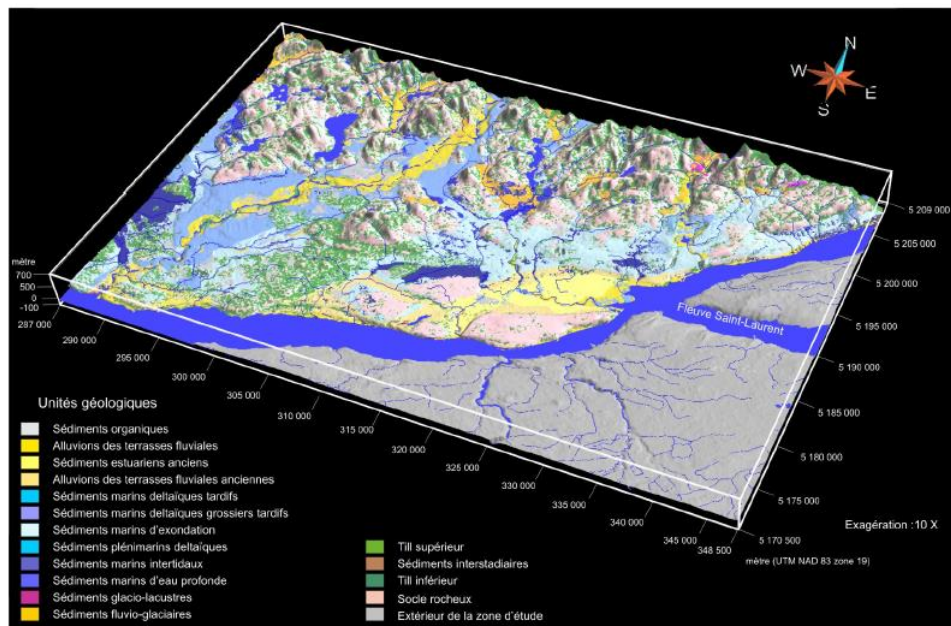 N
W
E
S
mètre
700
500
0
-100
287 000
290 000
295 000
300 000
305 000
310 000
315 000
320 000
325 000
330 000
335 000
340 000
345 000
348 500
5 209 000
5 205 000
5 200 000
5 195 000
5 190 000
5 185 000
5 180 000
5 175 000
5 170 500
Fleuve Saint-Laurent
Exagération :10 X
mètre (UTM NAD 83 zone 19)
Unités géologiques
Sédiments organiques
Alluvions des terrasses fluviales
Sédiments estuariens anciens
Alluvions des terrasses fluviales anciennes
Sédiments marins deltaïques tardifs
Sédiments marins deltaïques grossiers tardifs
Sédiments marins d'exondation
Sédiments plénimarins deltaïques
Sédiments marins intertidaux
Sédiments marins d'eau profonde
Sédiments glacio-lacustres
Sédiments fluvio-glaciaires
Till supérieur
Sédiments interstadiaires
Till inférieur
Socle rocheux
Extérieur de la zone d'étude